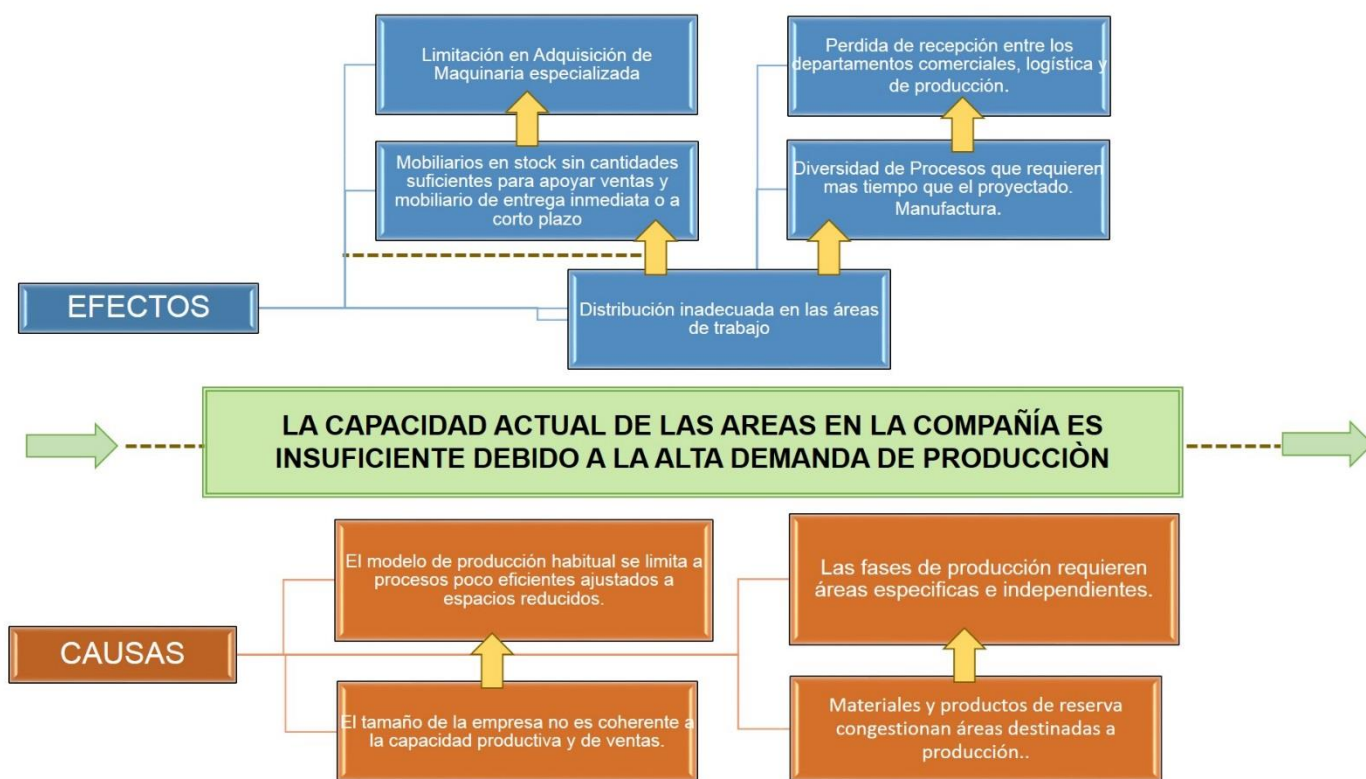 Limitación en Adquisición de
Maquinaria especializada
Perdida de recepción entre los
departamentos comerciales, logística y
de producción.
Mobiliarios en stock sin cantidades
suficientes para apoyar ventas y
mobiliario de entrega inmediata o a
corto plazo
Diversidad de Procesos que requieren
mas tiempo que el proyectado.
Manufactura.
EFECTOS
Distribución inadecuada en las áreas
de trabajo
LA CAPACIDAD ACTUAL DE LAS AREAS EN LA COMPAÑÍA ES
INSUFICIENTE DEBIDO A LA ALTA DEMANDA DE PRODUCCIÒN
El modelo de producción habitual se limita a
procesos poco eficientes ajustados a
espacios reducidos.
Las fases de producción requieren
áreas especificas e independientes.
CAUSAS
El tamaño de la empresa no es coherente a
la capacidad productiva y de ventas.
Materiales y productos de reserva
congestionan áreas destinadas a
producción..